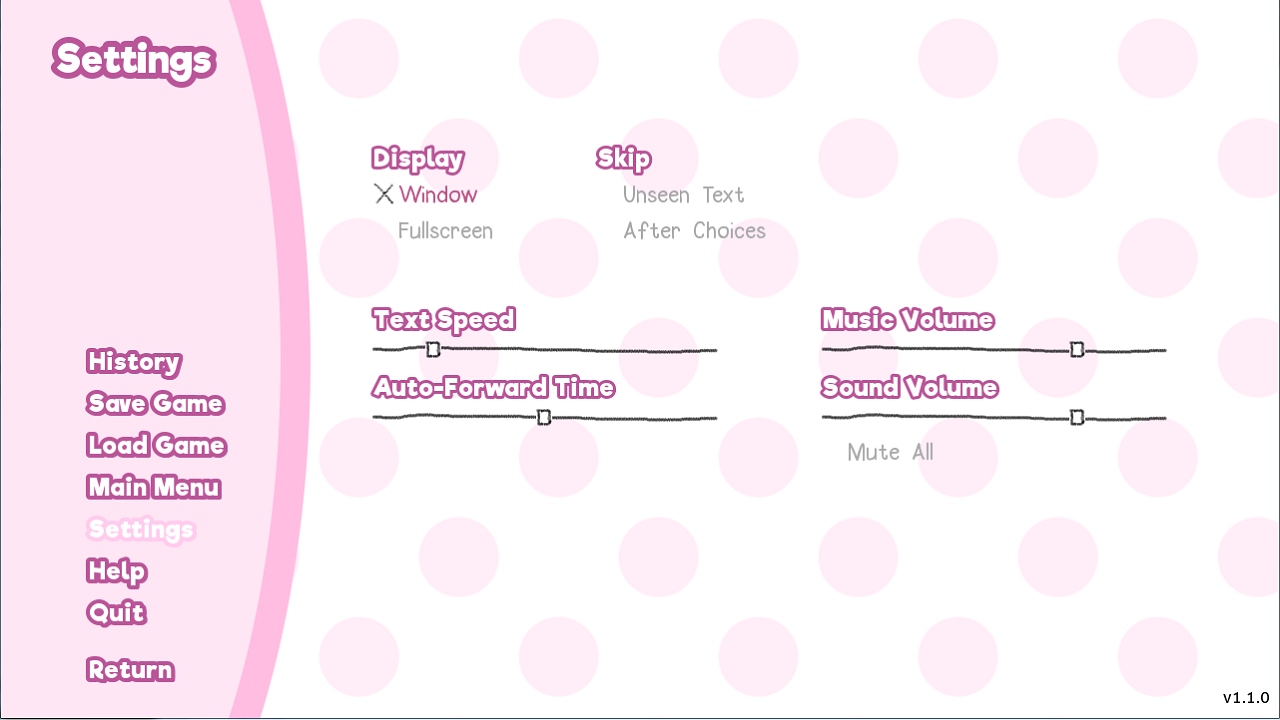 Settings
Display
Window
Fullscreen
Skip
Unseen Text
After Choices
Text Speed
Auto-Forward Time
Music Volume
Sound Volume
Mute All
History
Save Game
Load Game
Main Menu
Settings
Help
Quit
Return
v1.1.0